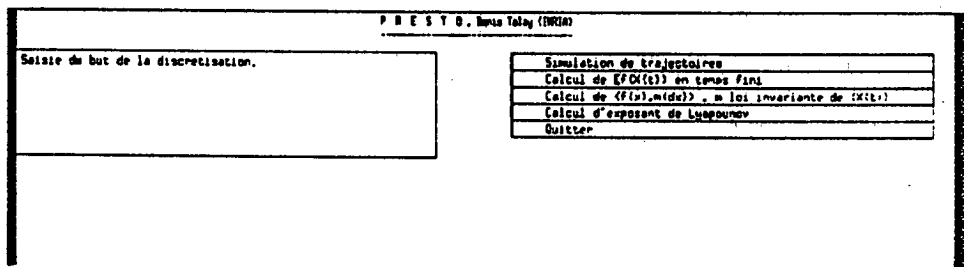 P R E S T O , Denis Talay (INRIA)
Saisie du but de la discretisation.
Simulation de trajectoires
Calcul de E[F(X(t)) en temps fini
Calcul de <f(x),m(dx)> , m loi invariante de (X(t))
Calcul d'exposant de Lyapounov
Quitter